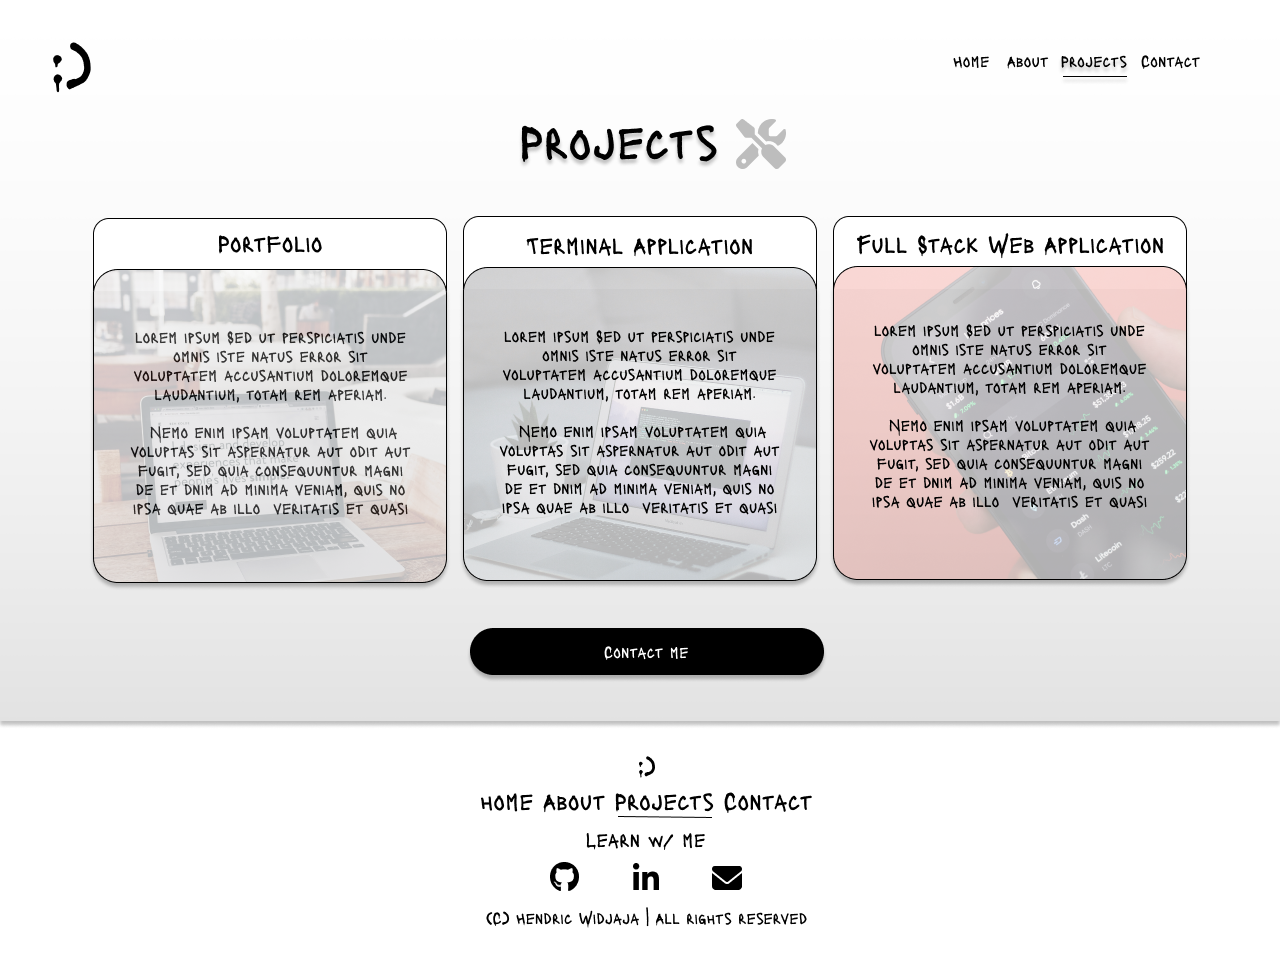 HOME ABOUT PROJECTS CONTACT
PROJECTS
PORTFOLIO
LOREM IPSUM SED UT PERSPICIATIS UNDE
OMNIS ISTE NATUS ERROR SIT
VOLUPTATEM ACCUSANTIUM DOLOREMQUE
LAUDANTIUM, TOTAM REM APERIAM.
NEMO ENIM IPSAM VOLUPTATEM QUIA
VOLUPTAS SIT ASPERNATUR AUT ODIT AUT
FUGIT, SED QUIA CONSEQUUNTUR MAGNI
DE ET DNIM AD MINIMA VENIAM, QUIS NO
IPSA QUAE AB ILLO VERITATIS ET QUASI
TERMINAL APPLICATION
LOREM IPSUM SED UT PERSPICIATIS UNDE
OMNIS ISTE NATUS ERROR SIT
VOLUPTATEM ACCUSANTIUM DOLOREMQUE
LAUDANTIUM, TOTAM REM APERIAM.
NEMO ENIM IPSAM VOLUPTATEM QUIA
VOLUPTAS SIT ASPERNATUR AUT ODIT AUT
FUGIT, SED QUIA CONSEQUUNTUR MAGNI
DE ET DNIM AD MINIMA VENIAM, QUIS NO
IPSA QUAE AB ILLO VERITATIS ET QUASI
FULL STACK WEB APPLICATION
LOREM IPSUM SED UT PERSPICIATIS UNDE
OMNIS ISTE NATUS ERROR SIT
VOLUPTATEM ACCUSANTIUM DOLOREMQUE
LAUDANTIUM, TOTAM REM APERIAM.
NEMO ENIM IPSAM VOLUPTATEM QUIA
VOLUPTAS SIT ASPERNATUR AUT ODIT AUT
FUGIT, SED QUIA CONSEQUUNTUR MAGNI
DE ET DNIM AD MINIMA VENIAM, QUIS NO
IPSA QUAE AB ILLO VERITATIS ET QUASI
$259.22
Dash
Litecoin
LTC
CONTACT ME
HOME ABOUT PROJECTS CONTACT
LEARN W/ ME
in
(C) HENDRIC WIDJAJA | ALL RIGHTS RESERVED